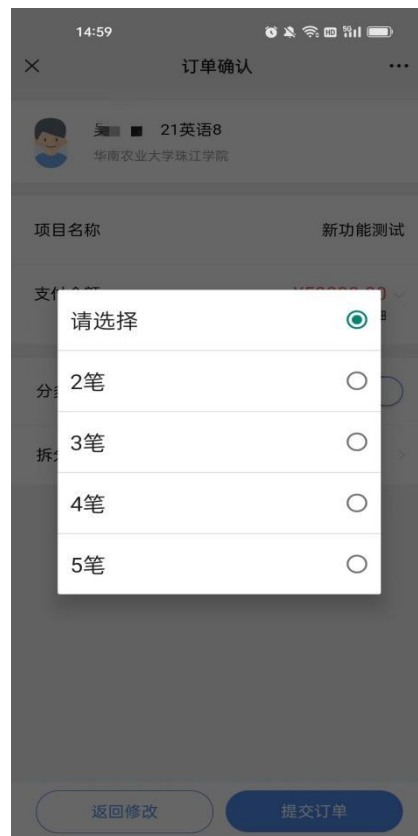 14:59
HD 5G
订单确认
21英语8
华南农业大学珠江学院
项目名称
新功能测试
请选择
2笔
3笔
4笔
5笔
返回修改
提交订单